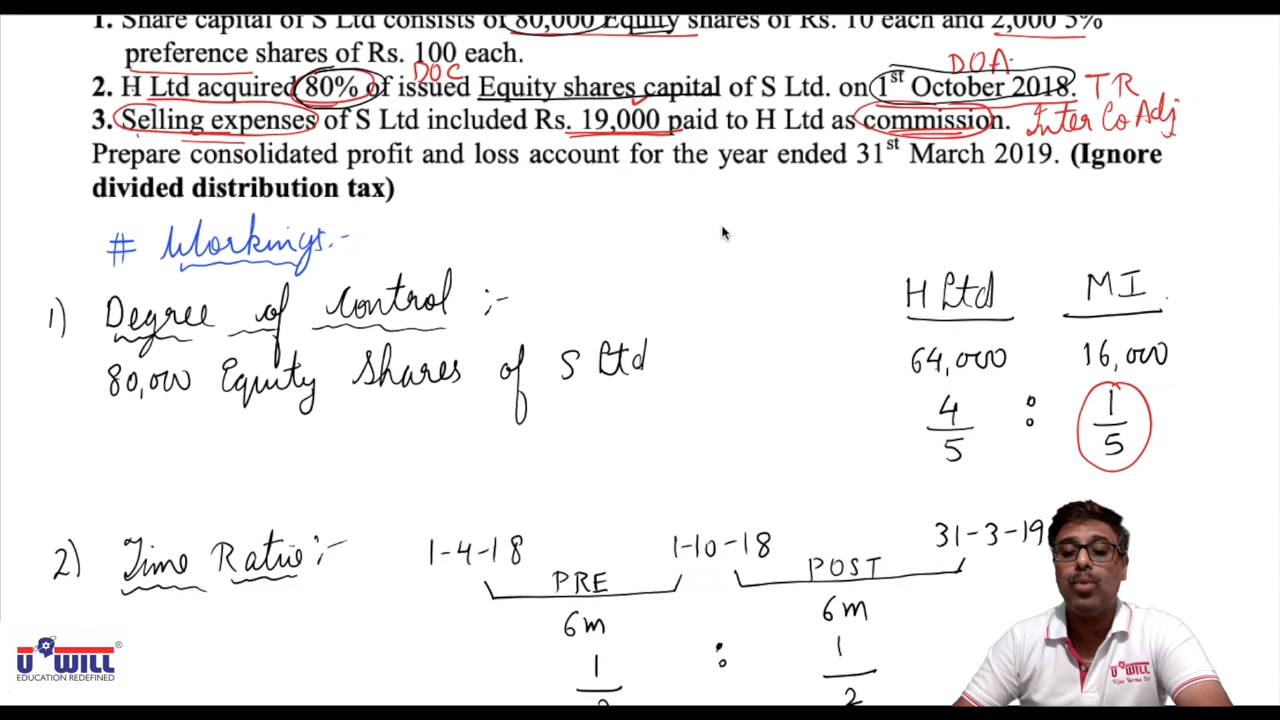 1. Share capital of S Ltd consists of 80,000 Equity shares of Rs. 10 each and 2,000 5%
preference shares of Rs. 100 each.
DOC
DOA
2. H Ltd acquired 80% of issued Equity shares capital of S Ltd. on 1st October 2018. TR
3. Selling expenses of S Ltd included Rs. 19,000 paid to H Ltd as commission. Inter Co Adj
Prepare consolidated profit and loss account for the year ended 31st March 2019. (Ignore
divided distribution tax)
# Workings:-
1) Degree of Control :-
H Ltd MI
80,000 Equity Shares of S Ltd 64,000 16,000
4/5 : 1/5
2) Time Ratio :- 1-4-18 1-10-18 31-3-19
PRE POST
6m 6m
1/2 : 1/2
U WILL ®
EDUCATION REDEFINED
U WILL
Vijay Varma Sir